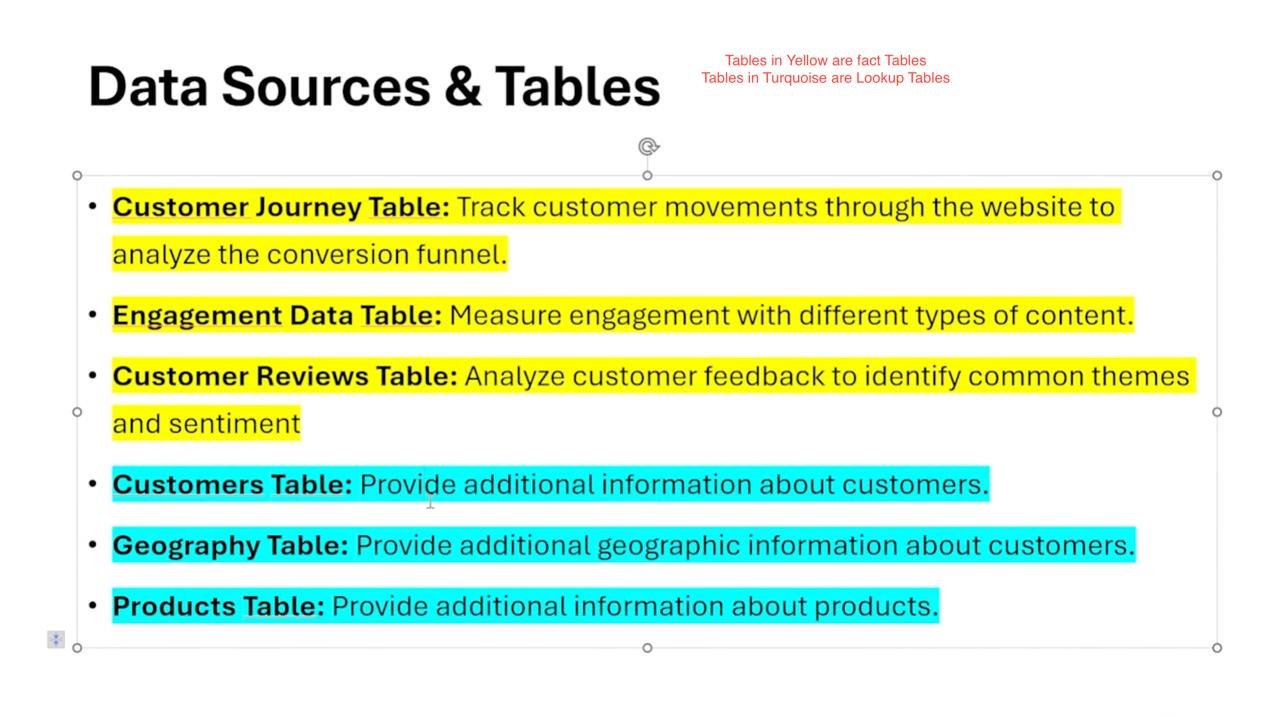 Data Sources & Tables
Tables in Yellow are fact Tables
Tables in Turquoise are Lookup Tables
• Customer Journey Table: Track customer movements through the website to
analyze the conversion funnel.
• Engagement Data Table: Measure engagement with different types of content.
• Customer Reviews Table: Analyze customer feedback to identify common themes
and sentiment
• Customers Table: Provide additional information about customers.
• Geography Table: Provide additional geographic information about customers.
• Products Table: Provide additional information about products.